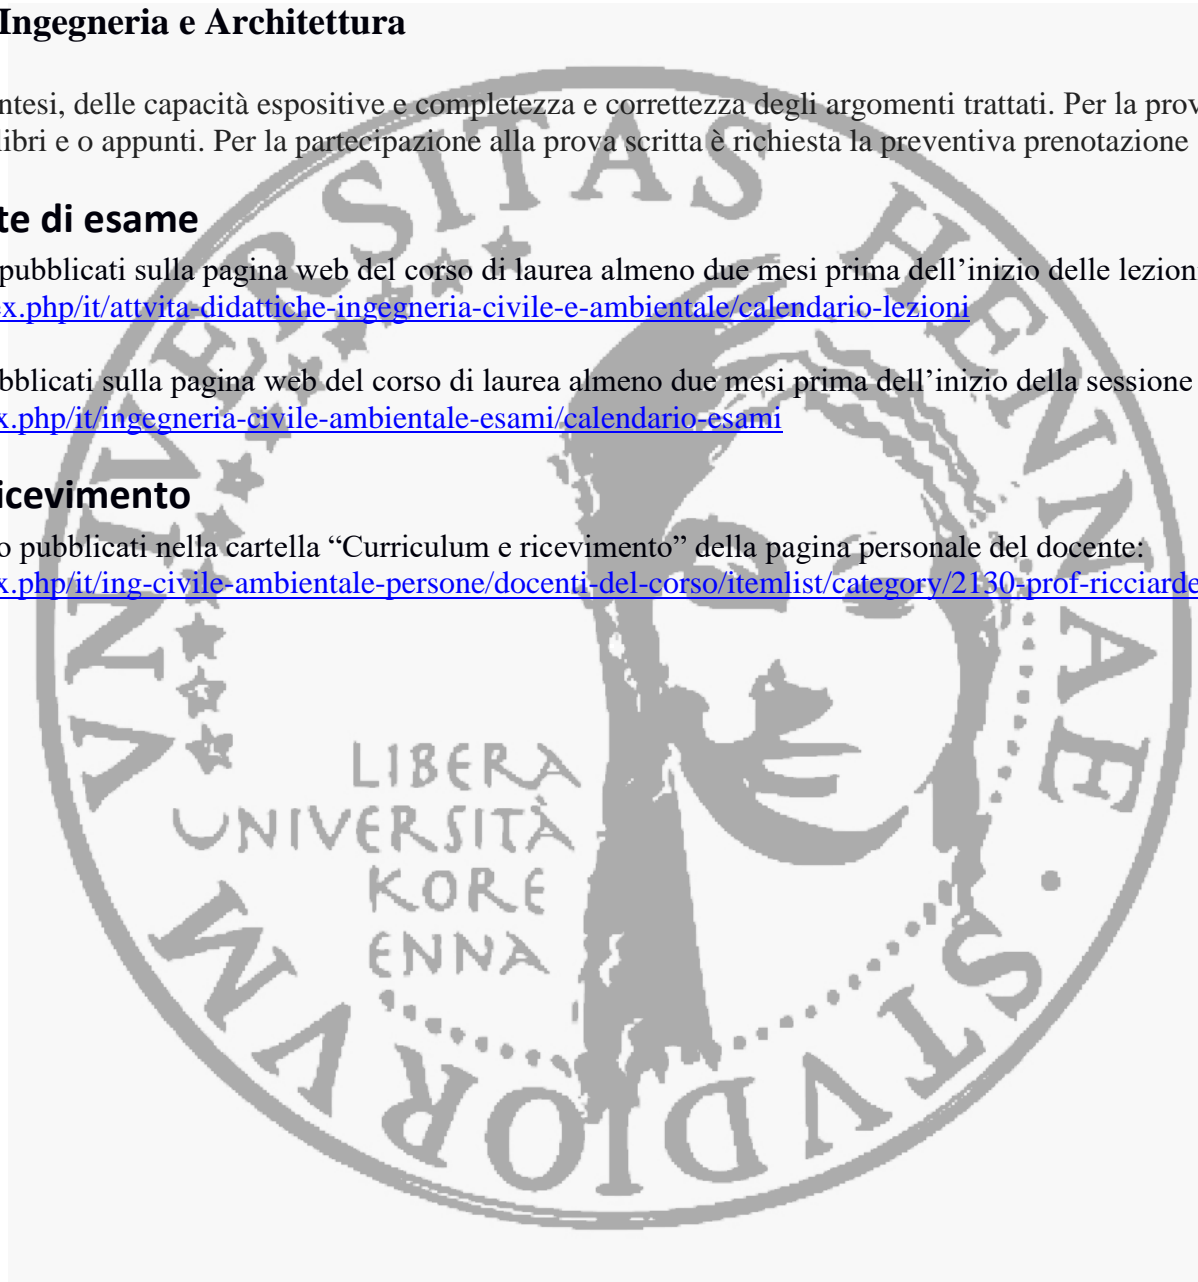 Ingegneria e Architettura
ntesi, delle capacità espositive e completezza e correttezza degli argomenti trattati. Per la prov
libri e o appunti. Per la partecipazione alla prova scritta è richiesta la preventiva prenotazione
te di esame
pubblicati sulla pagina web del corso di laurea almeno due mesi prima dell’inizio delle lezion
x.php/it/attvita-didattiche-ingegneria-civile-e-ambientale/calendario-lezioni
bblicati sulla pagina web del corso di laurea almeno due mesi prima dell’inizio della sessione
x.php/it/ingegneria-civile-ambientale-esami/calendario-esami
icevimento
o pubblicati nella cartella “Curriculum e ricevimento” della pagina personale del docente:
x.php/it/ing-civile-ambientale-persone/docenti-del-corso/itemlist/category/2130-prof-ricciarde
VNIVERSITAS HENNAE · STVDIORVM
LIBERA
UNIVERSITÀ
KORE
ENNA